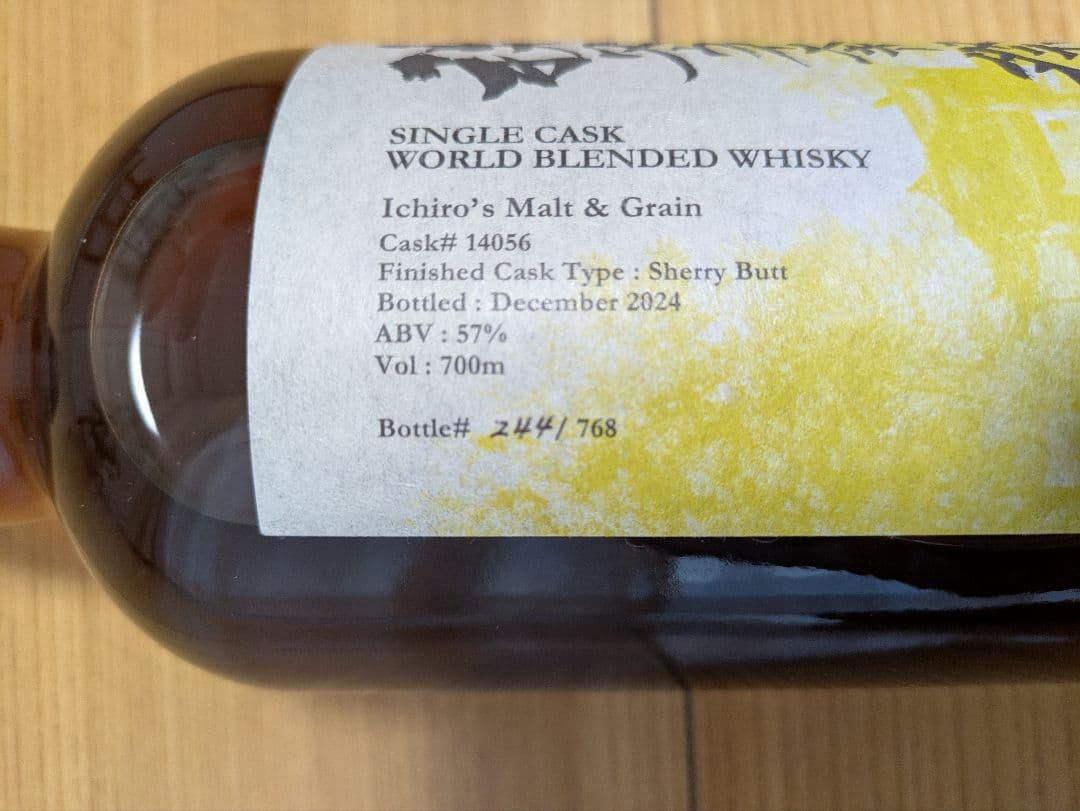 SINGLE CASK
WORLD BLENDED WHISKY
Ichiro's Malt & Grain
Cask# 14056
Finished Cask Type : Sherry Butt
Bottled : December 2024
ABV : 57%
Vol : 700m
Bottle# 244 / 768